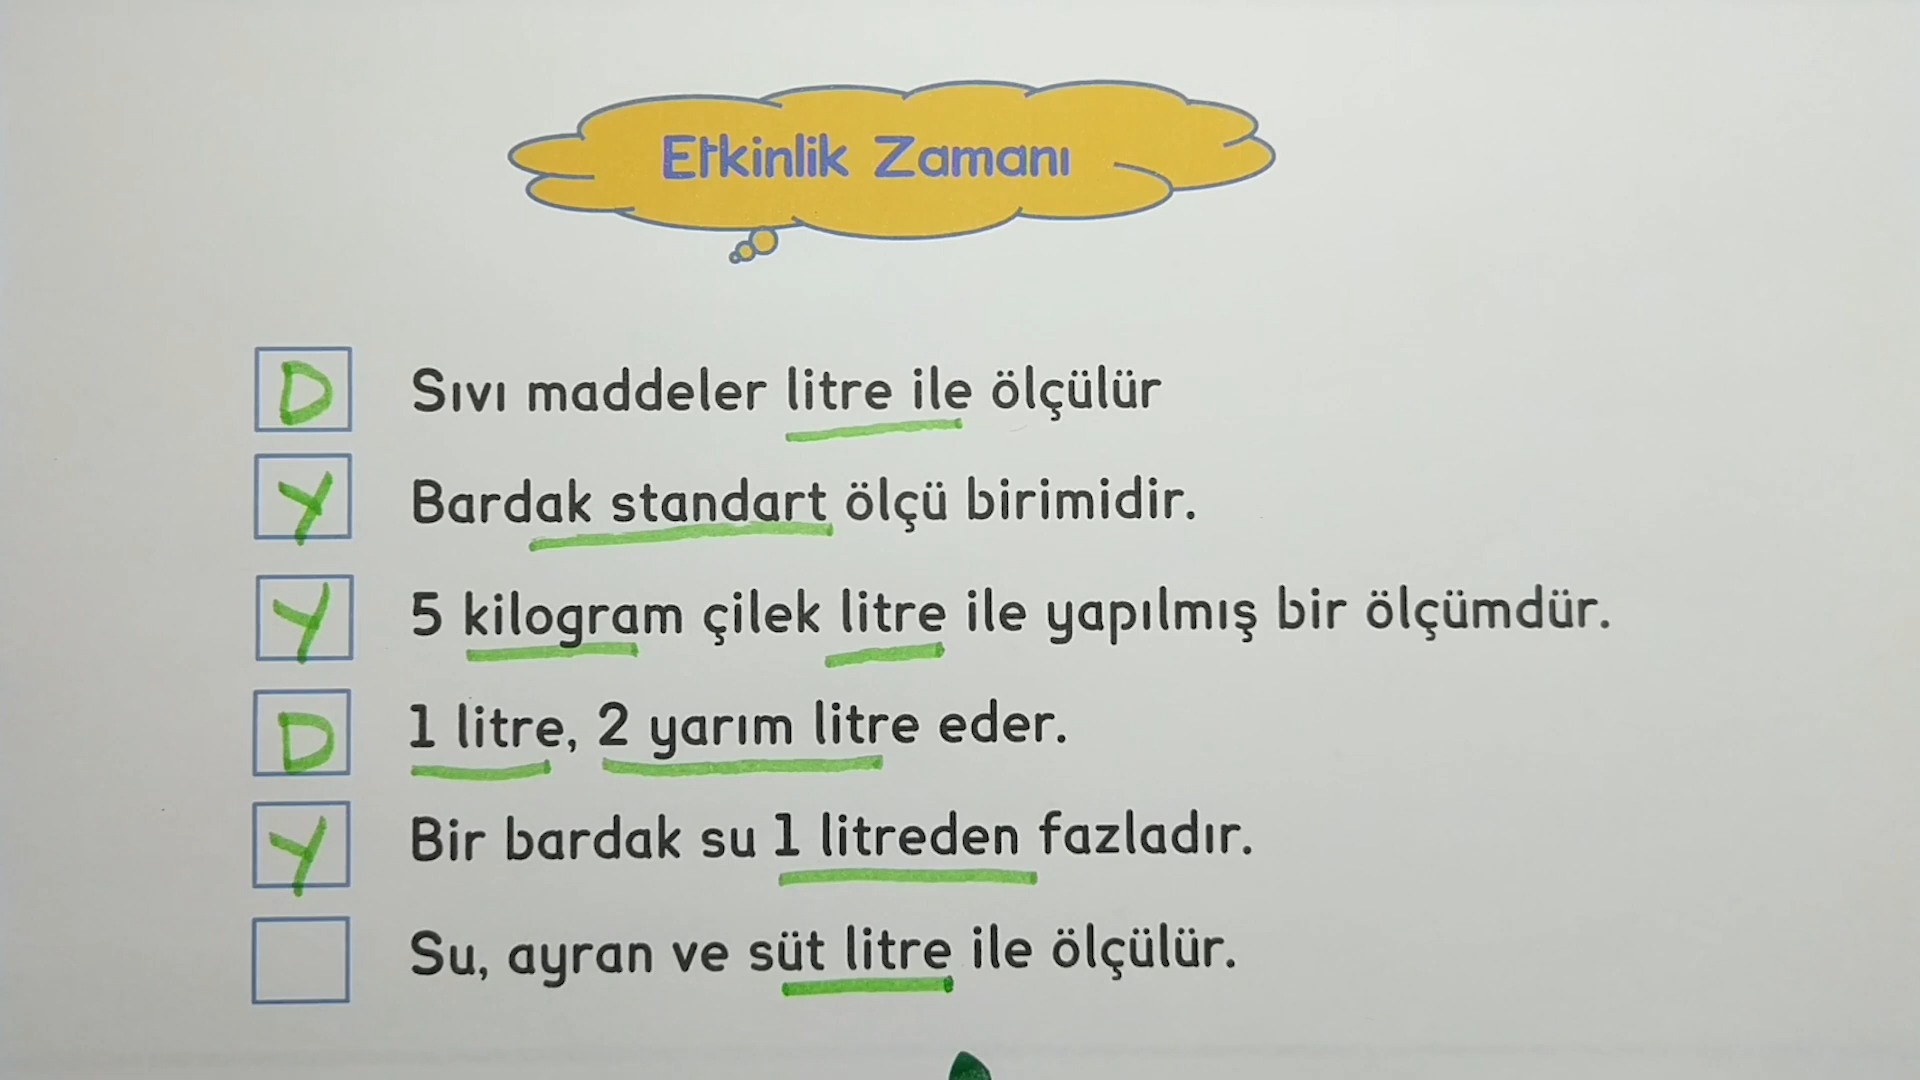 Etkinlik Zamanı
D Sıvı maddeler litre ile ölçülür
Y Bardak standart ölçü birimidir.
Y 5 kilogram çilek litre ile yapılmış bir ölçümdür.
D 1 litre, 2 yarım litre eder.
Y Bir bardak su 1 litreden fazladır.
Su, ayran ve süt litre ile ölçülür.